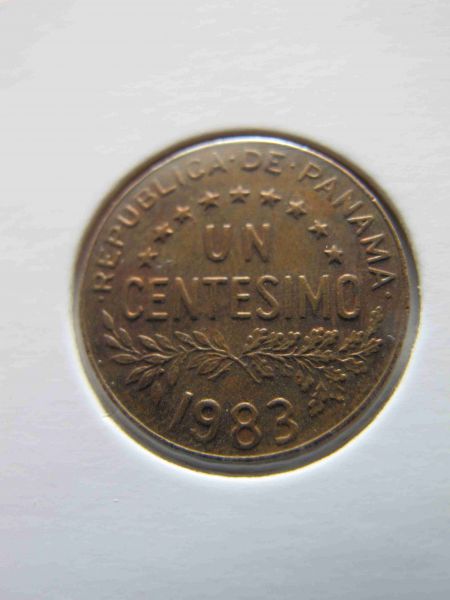 ·REPUBLICA·DE·PANAMA·
UN
CENTESIMO
1983